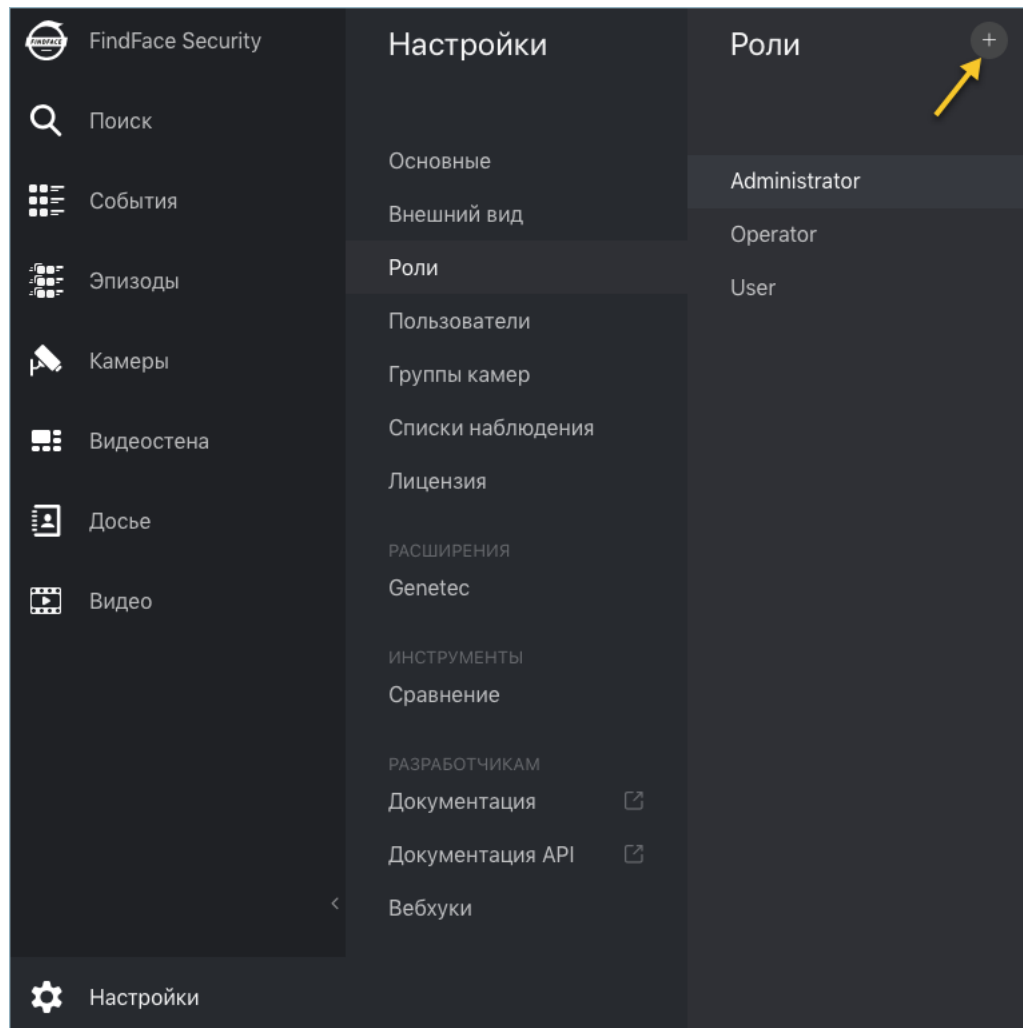 FINDFACE
FindFace Security
Поиск
События
Эпизоды
Камеры
Видеостена
Досье
Видео
Настройки
Настройки
Основные
Внешний вид
Роли
Пользователи
Группы камер
Списки наблюдения
Лицензия
РАСШИРЕНИЯ
Genetec
ИНСТРУМЕНТЫ
Сравнение
РАЗРАБОТЧИКАМ
Документация
Документация API
Вебхуки
Роли
Administrator
Operator
User